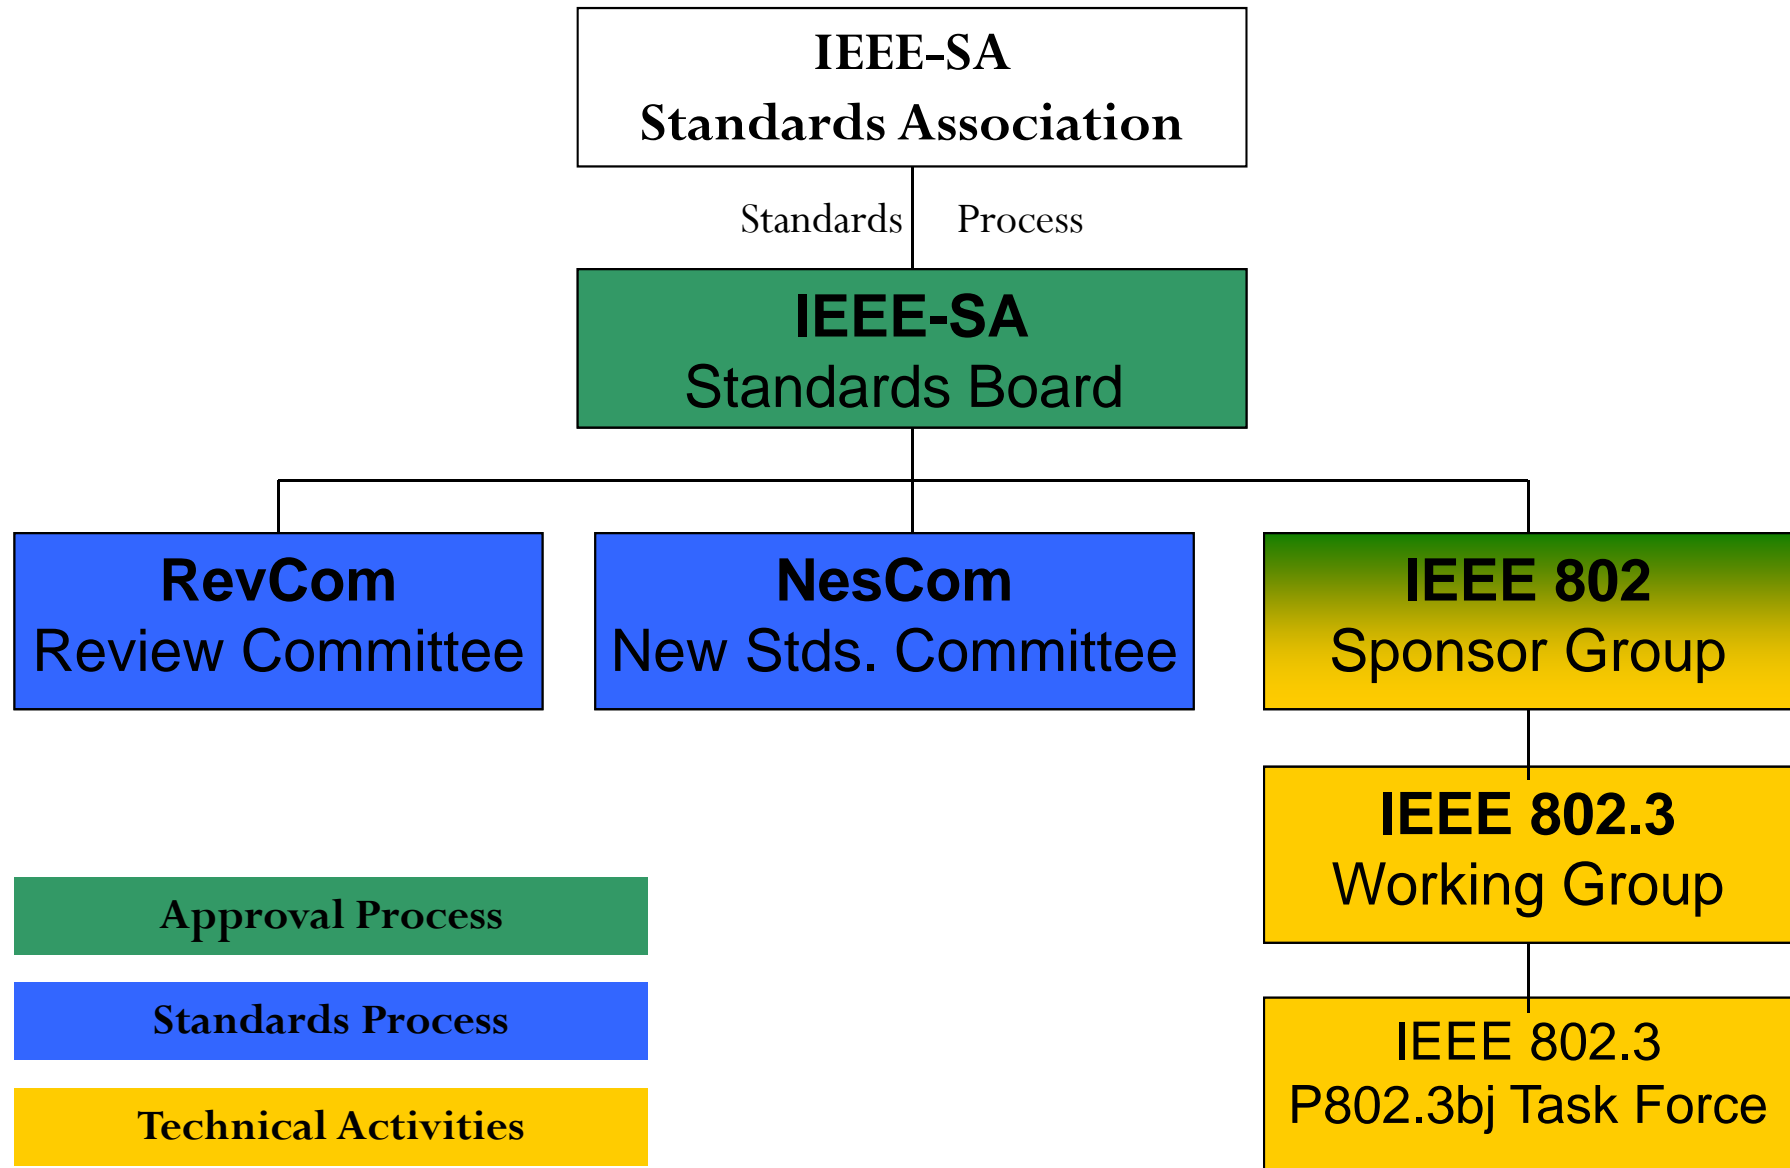 IEEE-SA
Standards Association
Standards Process
IEEE-SA
Standards Board
RevCom
Review Committee
NesCom
New Stds. Committee
IEEE 802
Sponsor Group
IEEE 802.3
Working Group
IEEE 802.3
P802.3bj Task Force
Approval Process
Standards Process
Technical Activities